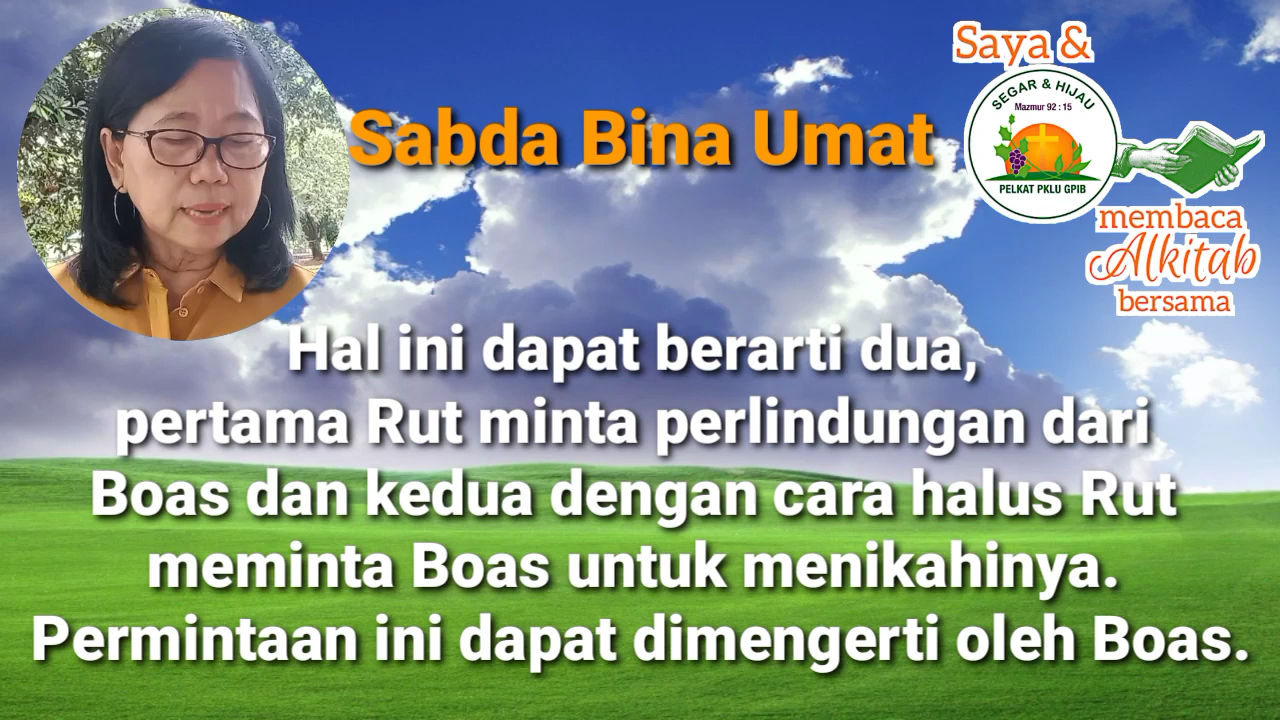 Saya &
SEGAR & HIJAU
Mazmur 92 : 15
PELKAT PKLU GPIB
membaca
Alkitab
bersama
Sabda Bina Umat
Hal ini dapat berarti dua,
pertama Rut minta perlindungan dari
Boas dan kedua dengan cara halus Rut
meminta Boas untuk menikahinya.
Permintaan ini dapat dimengerti oleh Boas.